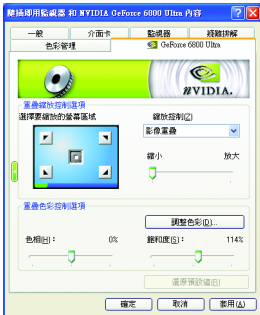 隨插即用監視器 和 NVIDIA GeForce 6800 Ultra 內容
一般 介面卡 監視器 疑難排解
色彩管理 GeForce 6800 Ultra
NVIDIA.
重疊縮放控制選項
選擇要縮放的螢幕區域 縮放控制(Z)
影像重疊
縮小 放大
重疊色彩控制選項
調整色彩(D)...
色相(H): 0% 飽和度(S): 114%
還原預設值(R)
確定 取消 套用(A)